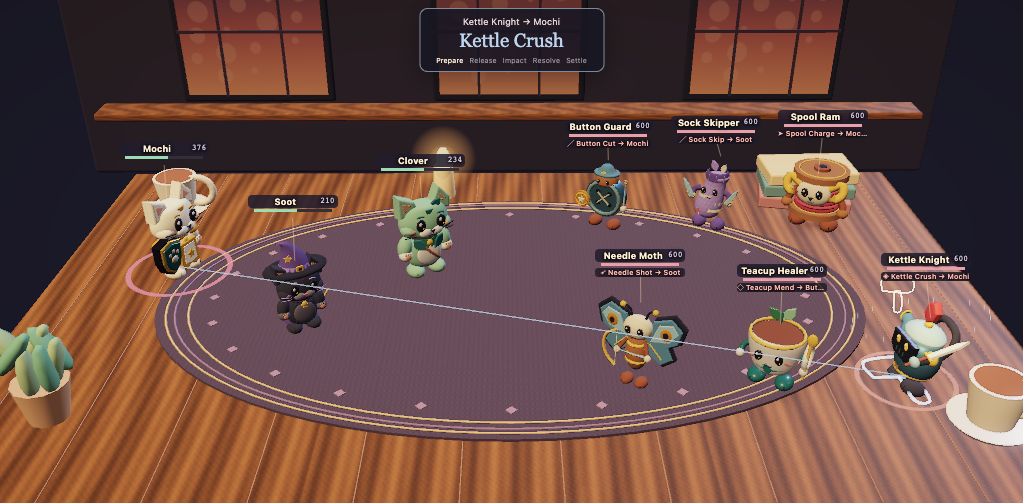 Kettle Knight → Mochi
Kettle Crush
Prepare Release Impact Resolve Settle
Mochi 376
Soot 210
Clover 234
Button Guard 600
Button Cut → Mochi
Sock Skipper 600
Sock Skip → Soot
Spool Ram 600
Spool Charge → Moc...
Needle Moth 600
Needle Shot → Soot
Teacup Healer 600
Teacup Mend → But...
Kettle Knight 600
Kettle Crush → Mochi